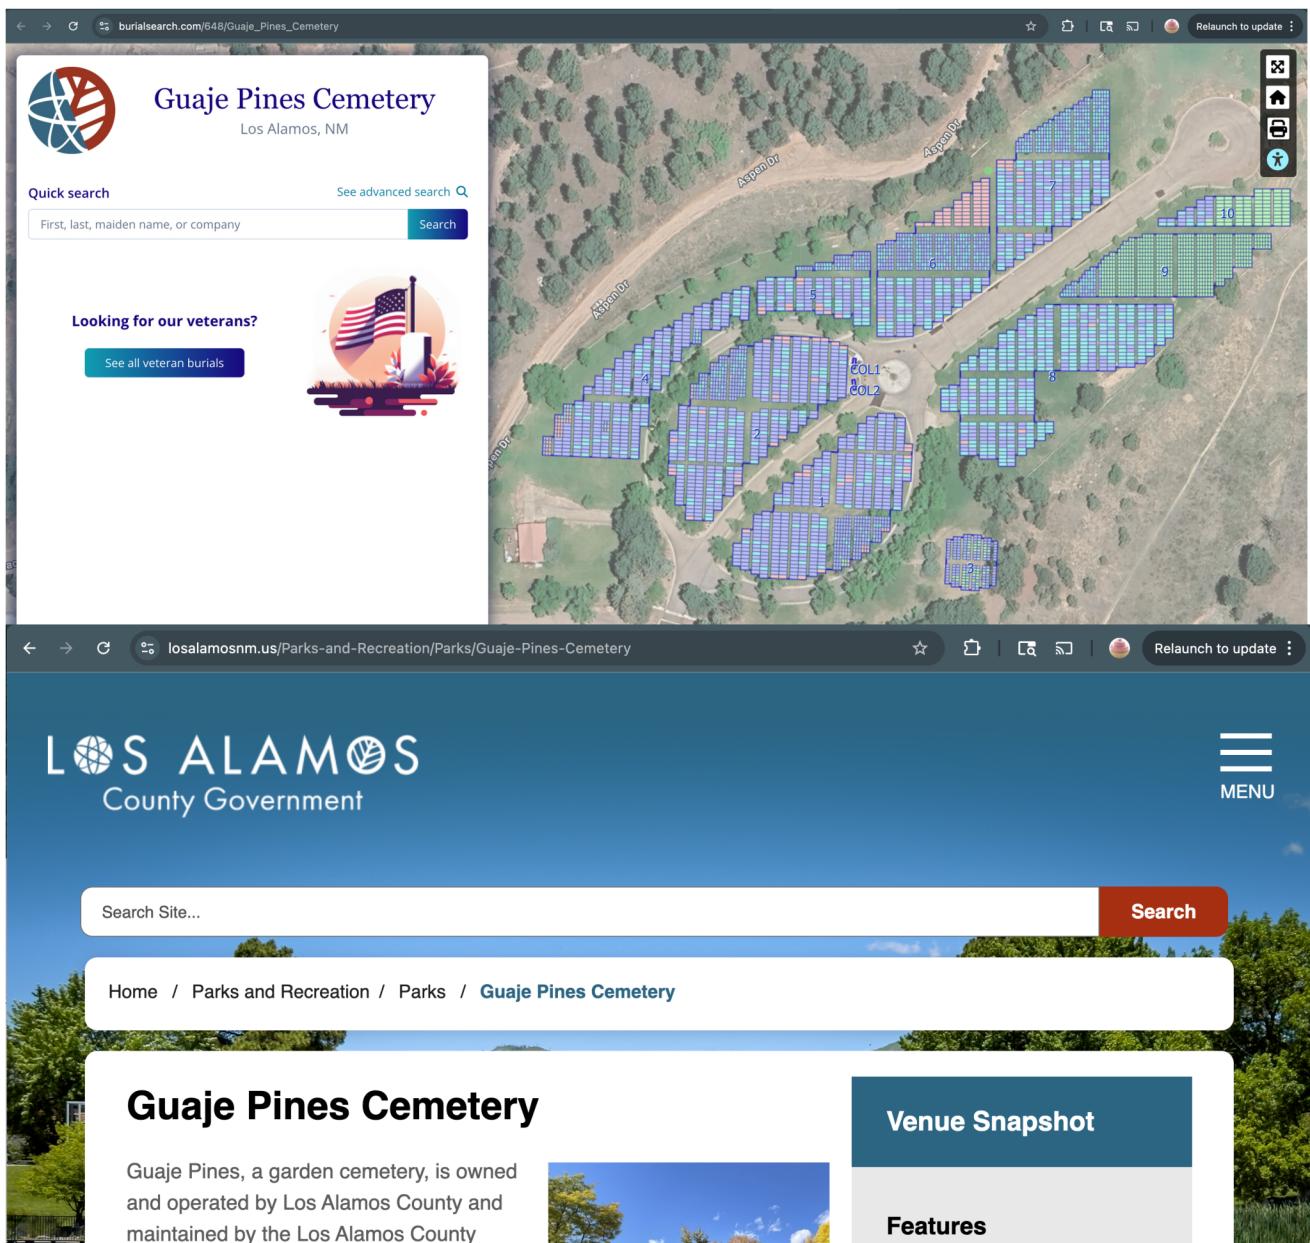 burialsearch.com/648/Guaje_Pines_Cemetery
Relaunch to update
Guaje Pines Cemetery
Los Alamos, NM
Quick search
See advanced search
First, last, maiden name, or company
Search
Looking for our veterans?
See all veteran burials
Aspen Dr
Aspen Dr
Aspen Dr
pen Dr
7
10
6
9
5
COL1
4
8
COL2
2
1
3
losalamosnm.us/Parks-and-Recreation/Parks/Guaje-Pines-Cemetery
Relaunch to update
LOS ALAMOS
County Government
MENU
Search Site...
Search
Home / Parks and Recreation / Parks / Guaje Pines Cemetery
Guaje Pines Cemetery
Venue Snapshot
Guaje Pines, a garden cemetery, is owned
and operated by Los Alamos County and
maintained by the Los Alamos County
Features